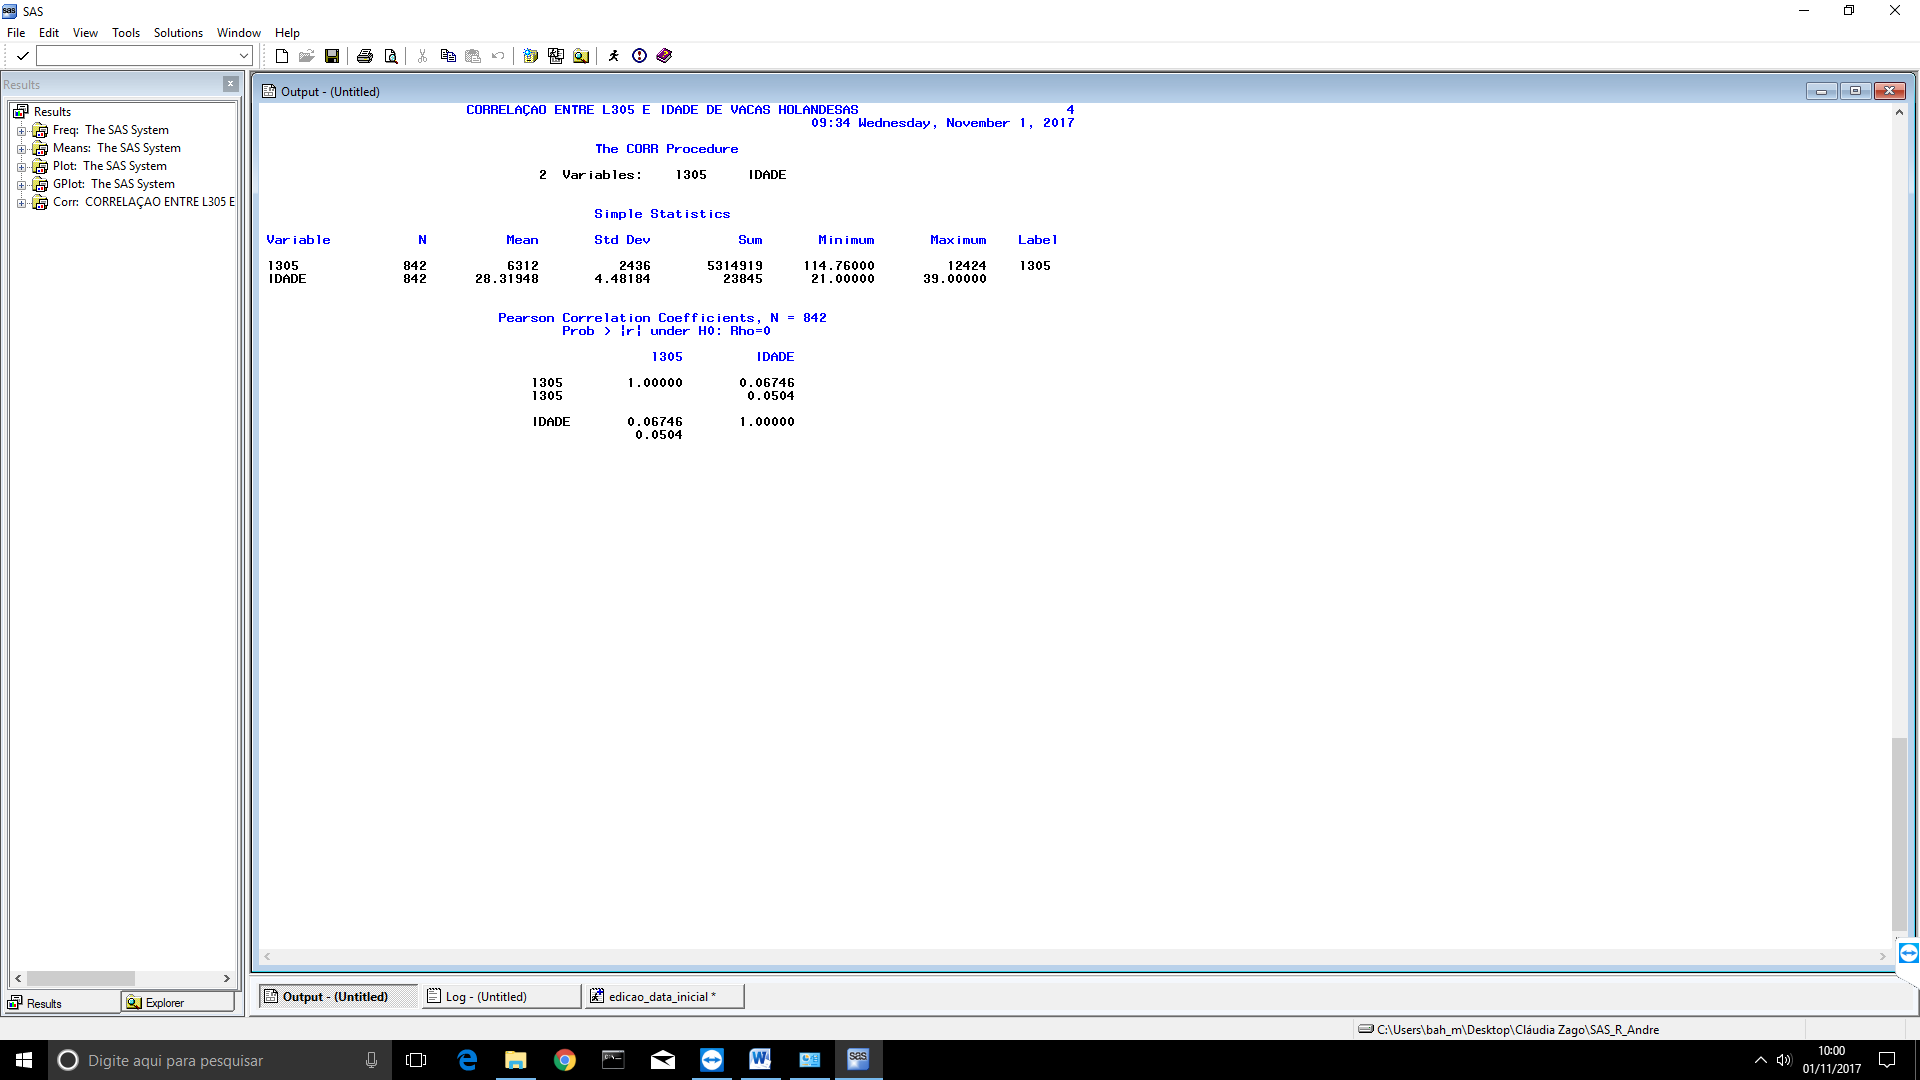 SAS
File Edit View Tools Solutions Window Help
Results
Results
Freq: The SAS System
Means: The SAS System
Plot: The SAS System
GPlot: The SAS System
Corr: CORRELAÇAO ENTRE L305 E
Results Explorer
Output - (Untitled)
CORRELAÇAO ENTRE L305 E IDADE DE VACAS HOLANDESAS 4
09:34 Wednesday, November 1, 2017
The CORR Procedure
2 Variables: l305 IDADE
Simple Statistics
Variable N Mean Std Dev Sum Minimum Maximum Label
l305 842 6312 2436 5314919 114.76000 12424 l305
IDADE 842 28.31948 4.48184 23845 21.00000 39.00000
Pearson Correlation Coefficients, N = 842
Prob > |r| under H0: Rho=0
l305 IDADE
l305 1.00000 0.06746
l305 0.0504
IDADE 0.06746 1.00000
0.0504
Output - (Untitled) Log - (Untitled) edicao_data_inicial *
C:\Users\bah_m\Desktop\Cláudia Zago\SAS_R_Andre
Digite aqui para pesquisar
10:00
01/11/2017